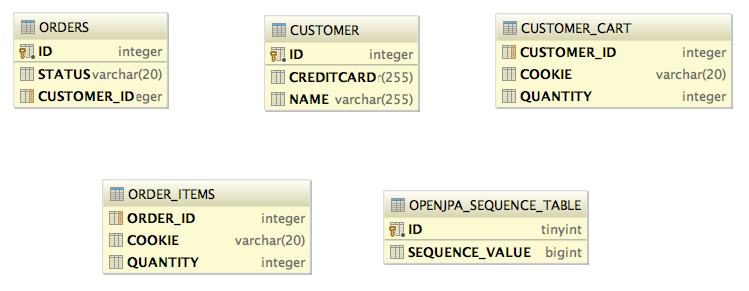 ORDERS
ID integer
STATUS varchar(20)
CUSTOMER_ID eger
CUSTOMER
ID integer
CREDITCARD r(255)
NAME varchar(255)
CUSTOMER_CART
CUSTOMER_ID integer
COOKIE varchar(20)
QUANTITY integer
ORDER_ITEMS
ORDER_ID integer
COOKIE varchar(20)
QUANTITY integer
OPENJPA_SEQUENCE_TABLE
ID tinyint
SEQUENCE_VALUE bigint